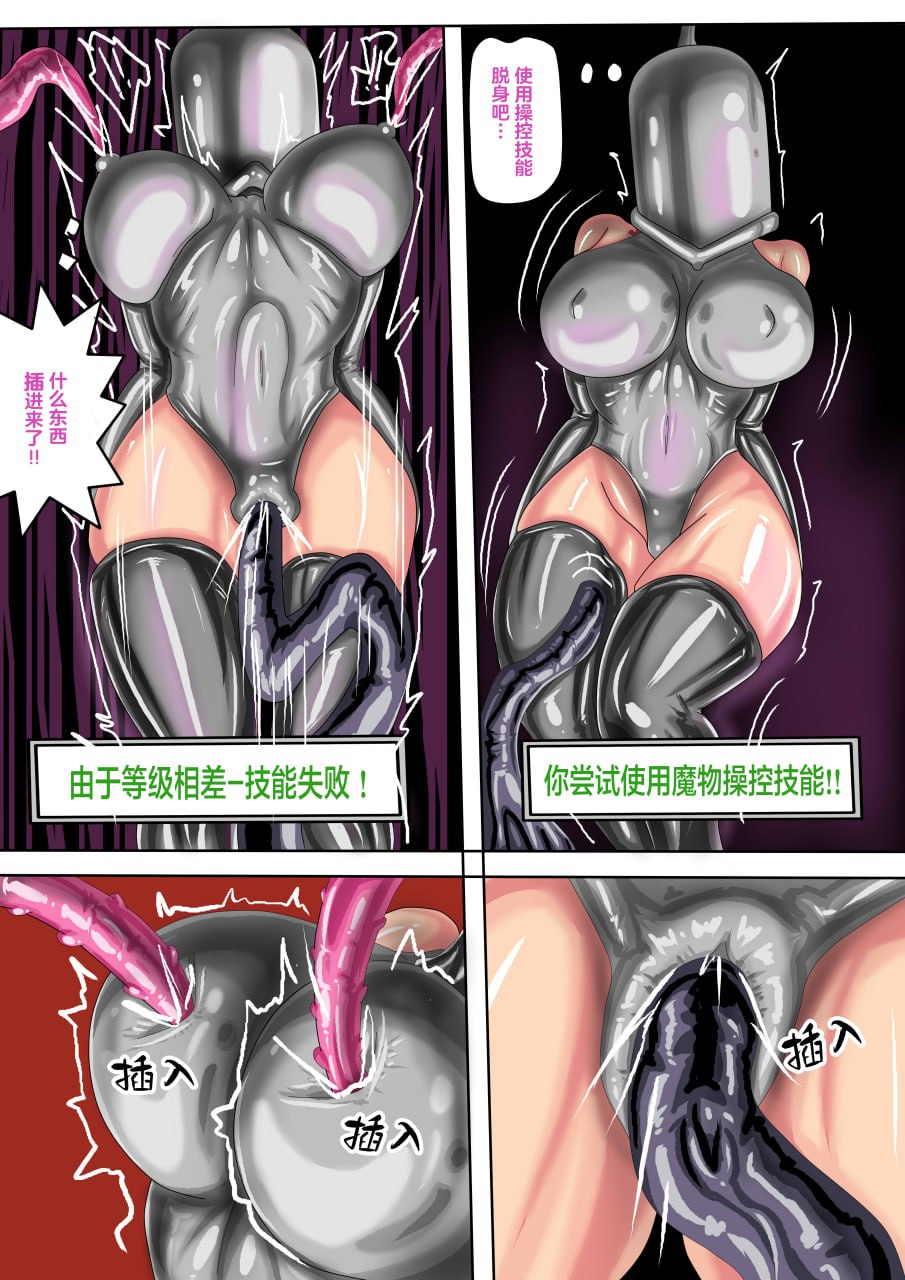 使用操控技能
脱身吧…
你尝试使用魔物操控技能!!
什么东西
插进来了!!
由于等级相差-技能失败！
插入
插入
插入